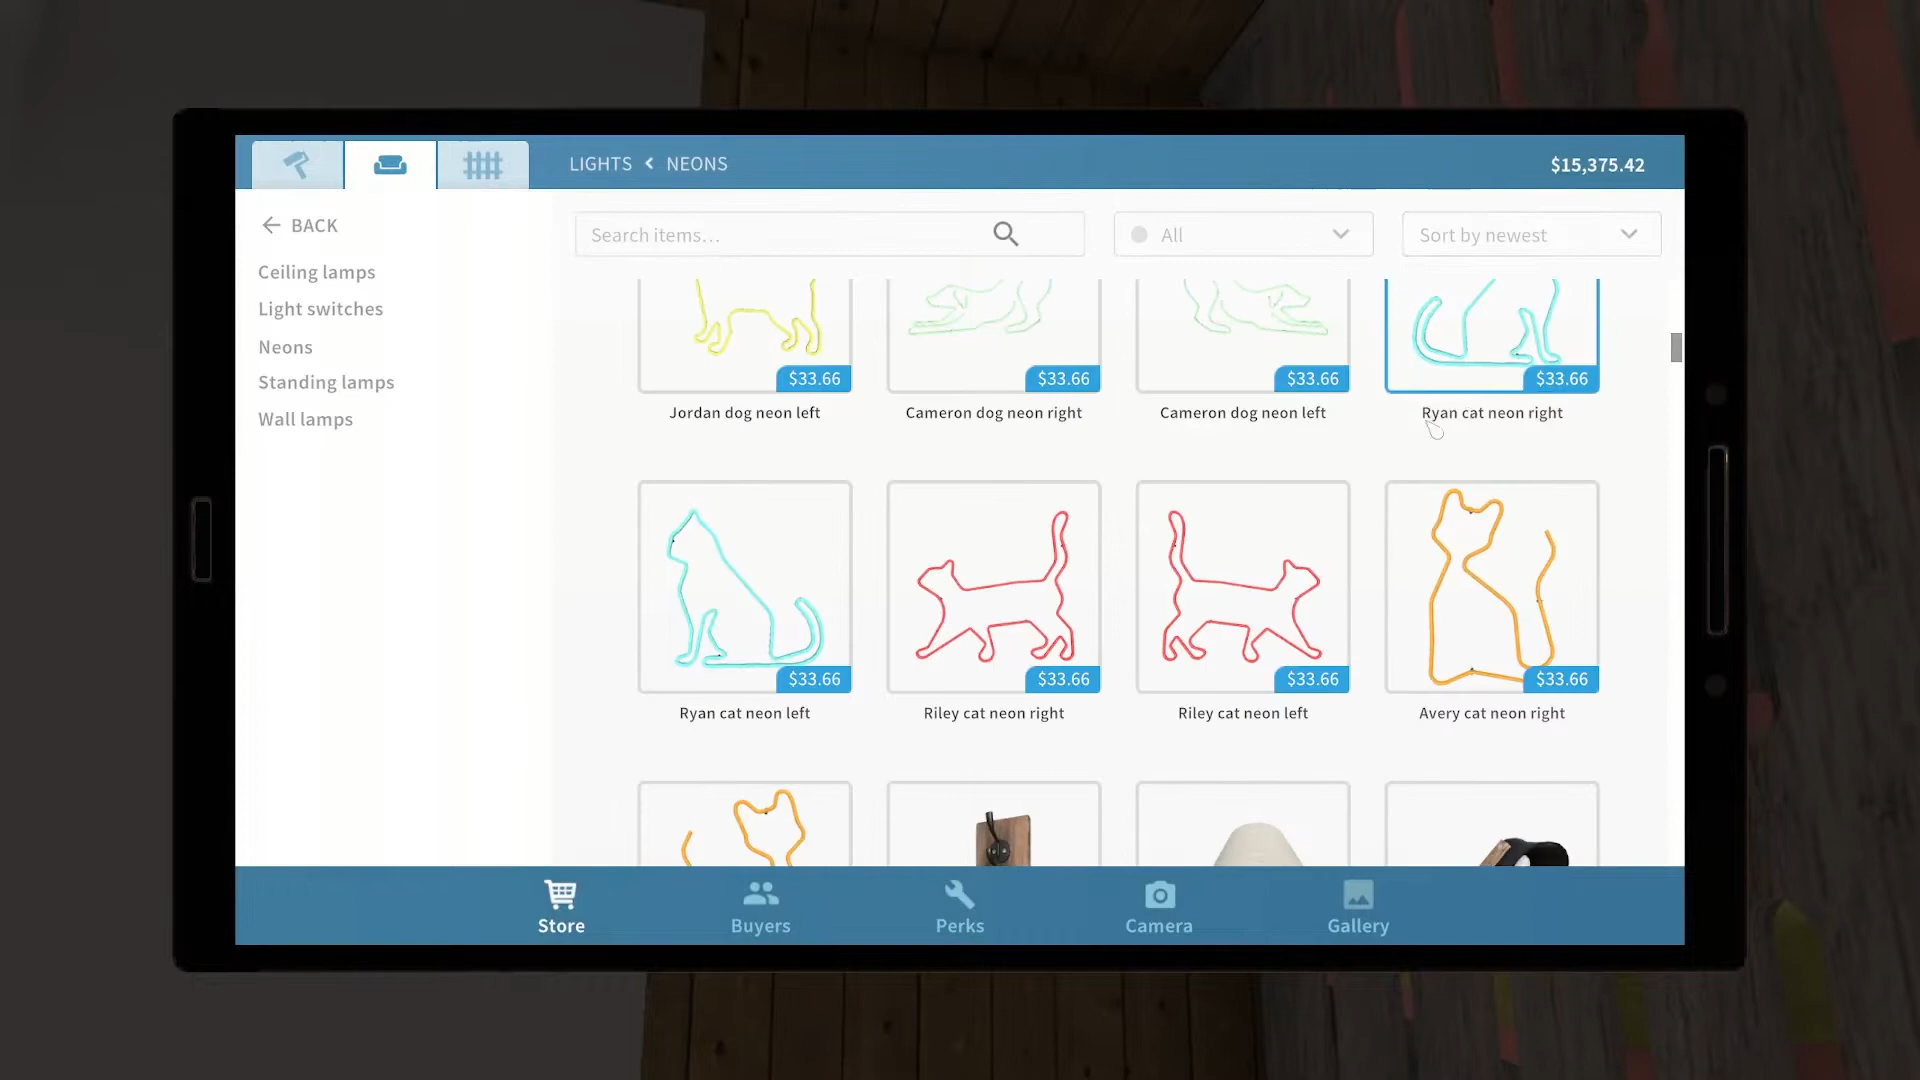 LIGHTS < NEONS
$15,375.42
BACK
Ceiling lamps
Light switches
Neons
Standing lamps
Wall lamps
Search items...
All
Sort by newest
$33.66
$33.66
$33.66
$33.66
Jordan dog neon left
Cameron dog neon right
Cameron dog neon left
Ryan cat neon right
$33.66
$33.66
$33.66
$33.66
Ryan cat neon left
Riley cat neon right
Riley cat neon left
Avery cat neon right
Store
Buyers
Perks
Camera
Gallery